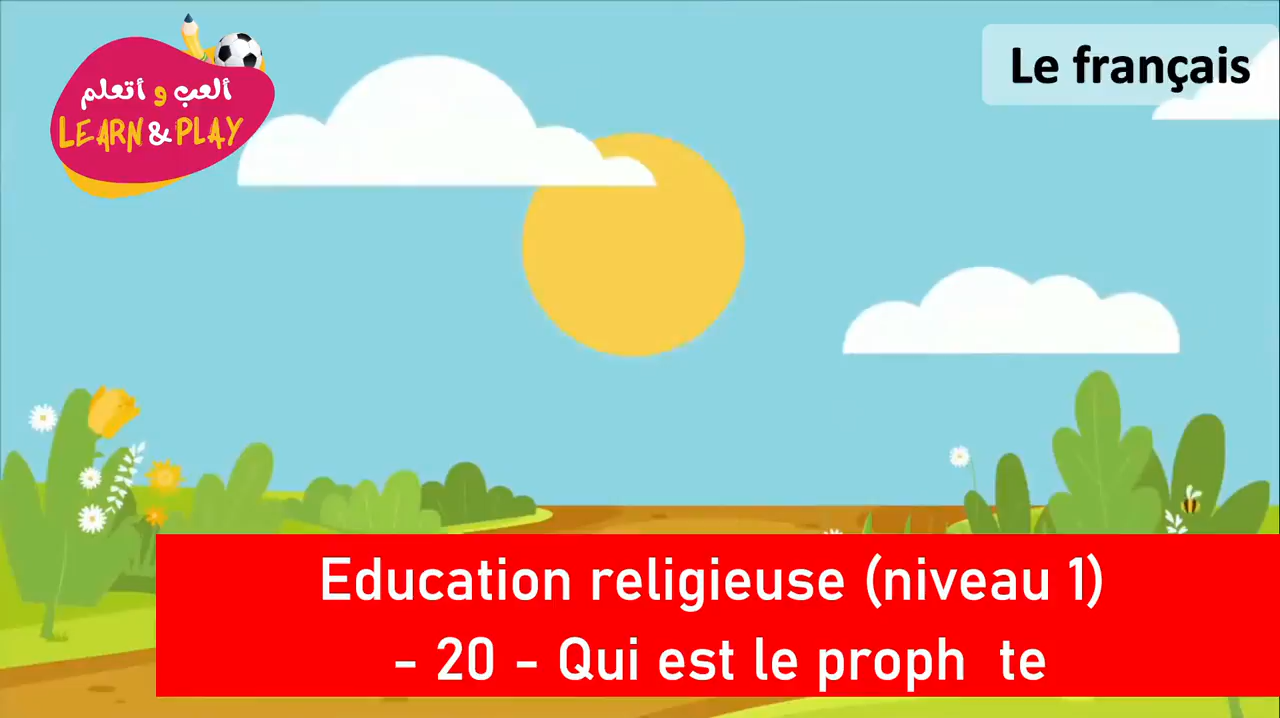 ألعب و أتعلم
LEARN & PLAY
Le français
Education religieuse (niveau 1)
- 20 - Qui est le proph te